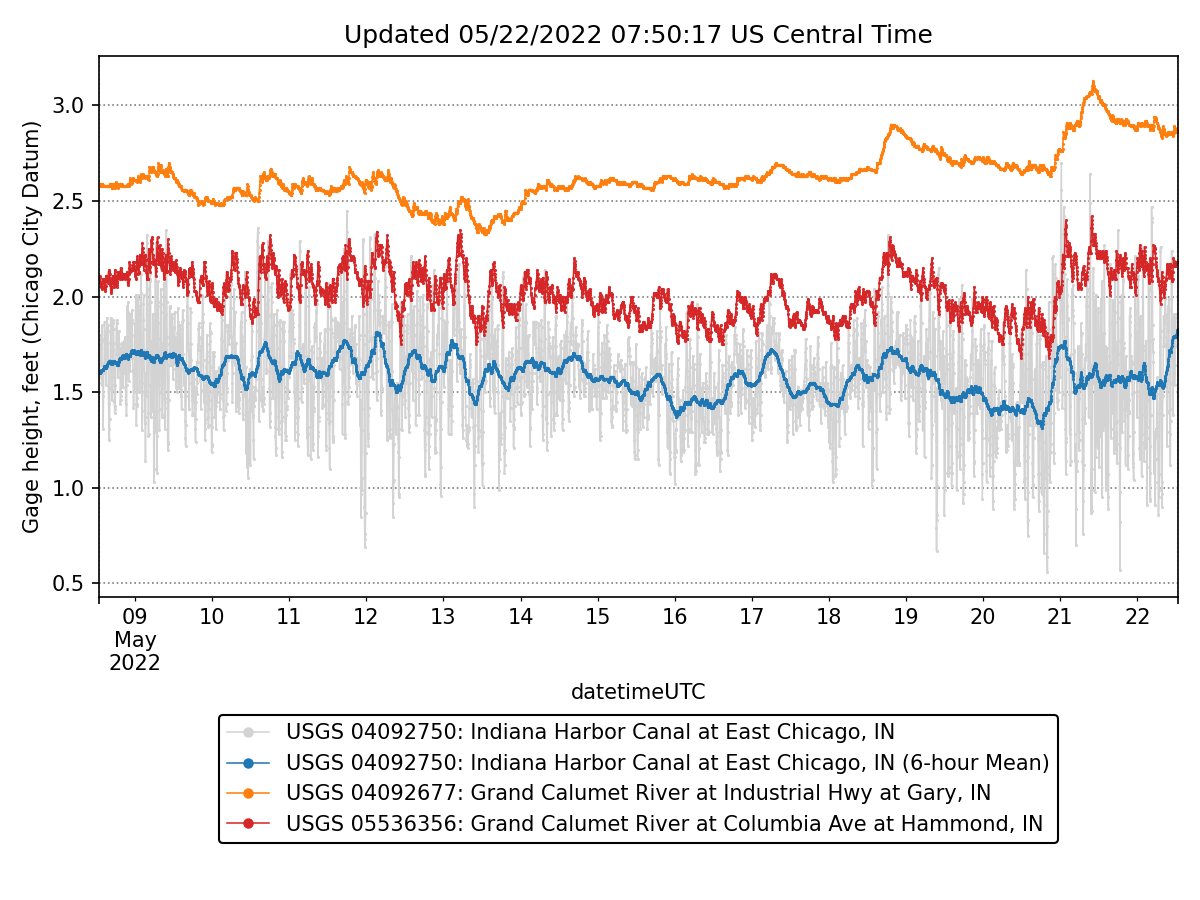 Updated 05/22/2022 07:50:17 US Central Time
Gage height, feet (Chicago City Datum)
3.0
2.5
2.0
1.5
1.0
0.5
09 10 11 12 13 14 15 16 17 18 19 20 21 22
May
2022
datetimeUTC
USGS 04092750: Indiana Harbor Canal at East Chicago, IN
USGS 04092750: Indiana Harbor Canal at East Chicago, IN (6-hour Mean)
USGS 04092677: Grand Calumet River at Industrial Hwy at Gary, IN
USGS 05536356: Grand Calumet River at Columbia Ave at Hammond, IN